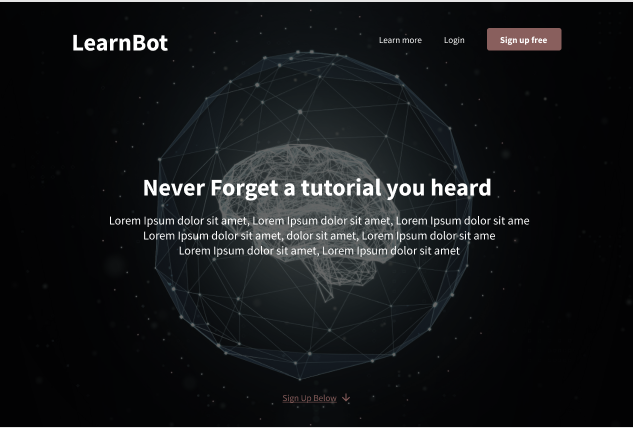 LearnBot
Learn more
Login
Sign up free
Never Forget a tutorial you heard
Lorem Ipsum dolor sit amet, Lorem Ipsum dolor sit amet, Lorem Ipsum dolor sit ame
Lorem Ipsum dolor sit amet, dolor sit amet, Lorem Ipsum dolor sit ame
Lorem Ipsum dolor sit amet, Lorem Ipsum dolor sit amet
Sign Up Below